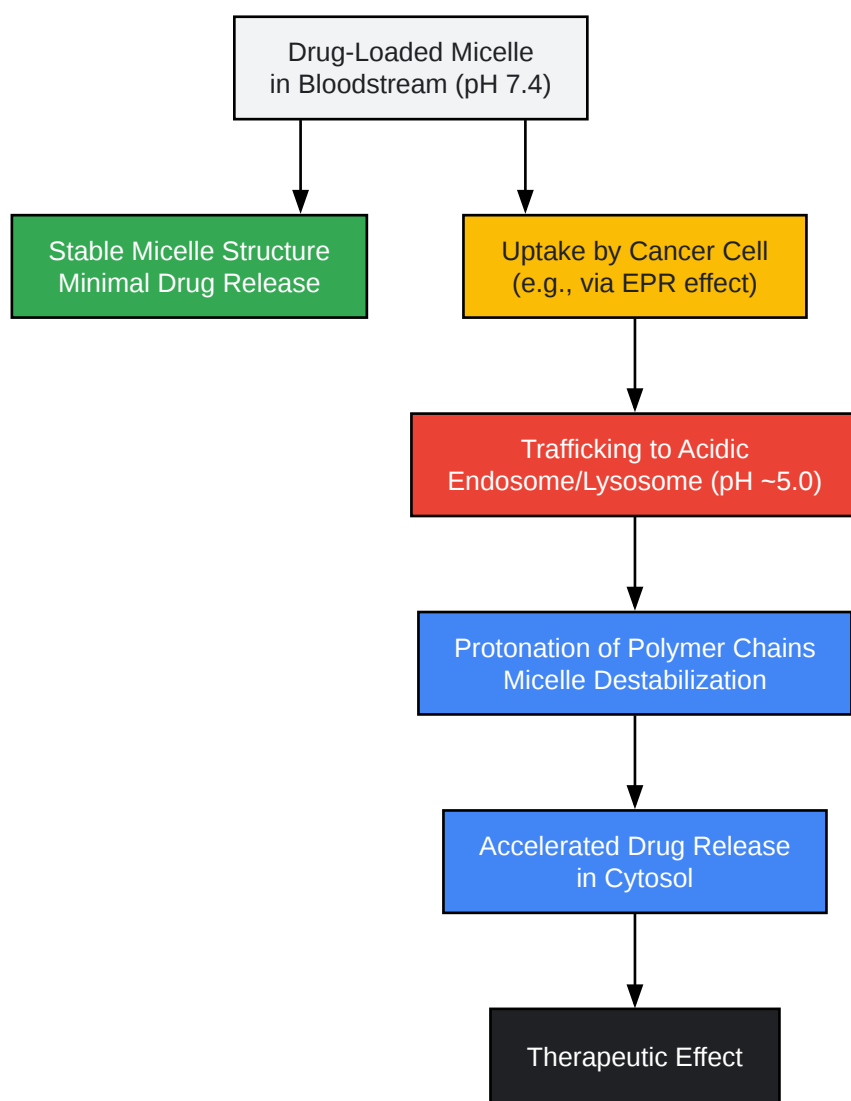 Drug-Loaded Micelle
in Bloodstream (pH 7.4)
Stable Micelle Structure
Minimal Drug Release
Uptake by Cancer Cell
(e.g., via EPR effect)
Trafficking to Acidic
Endosome/Lysosome (pH ~5.0)
Protonation of Polymer Chains
Micelle Destabilization
Accelerated Drug Release
in Cytosol
Therapeutic Effect